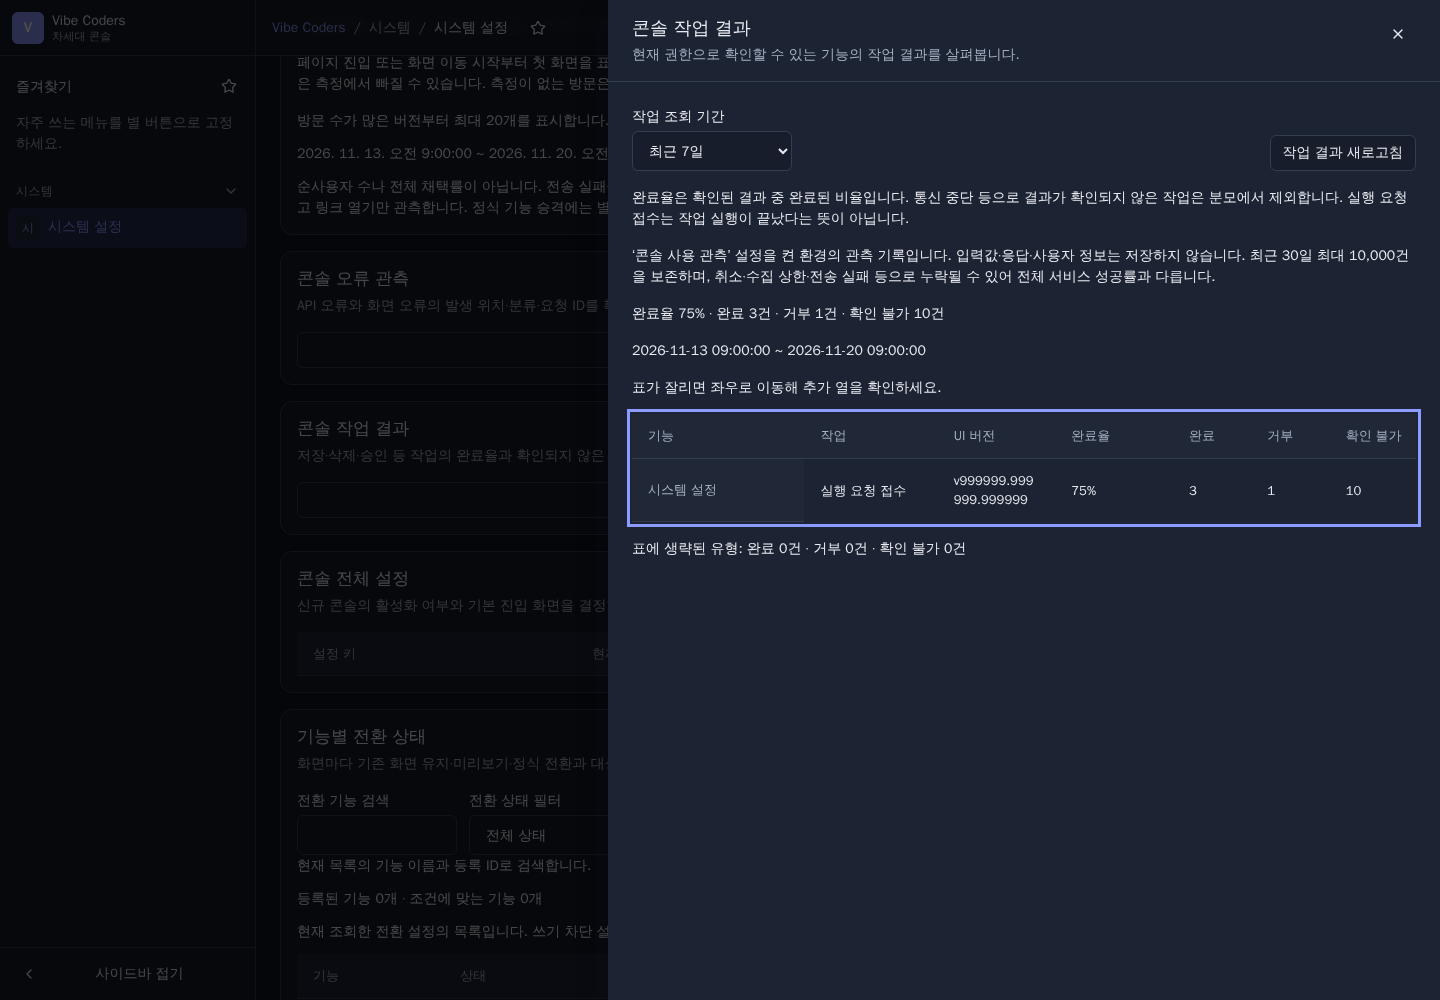 V
Vibe Coders
차세대 콘솔
즐겨찾기
자주 쓰는 메뉴를 별 버튼으로 고정
하세요.
시스템
시 시스템 설정
사이드바 접기
Vibe Coders / 시스템 / 시스템 설정
페이지 진입 또는 화면 이동 시작부터 첫 화면을
은 측정에서 빠질 수 있습니다. 측정이 없는 방문은
방문 수가 많은 버전부터 최대 20개를 표시합니다.
2026. 11. 13. 오전 9:00:00 ~ 2026. 11. 20. 오전
순사용자 수나 전체 채택률이 아닙니다. 전송 실패
고 링크 열기만 관측합니다. 정식 기능 승격에는
콘솔 오류 관측
API 오류와 화면 오류의 발생 위치·분류·요청 ID를
콘솔 작업 결과
저장·삭제·승인 등 작업의 완료율과 확인되지 않은
콘솔 전체 설정
신규 콘솔의 활성화 여부와 기본 진입 화면을
설정 키
기능별 전환 상태
화면마다 기존 화면 유지·미리보기·정식 전환과
전환 기능 검색 전환 상태 필터
전체 상태
현재 목록의 기능 이름과 등록 ID로 검색합니다.
등록된 기능 0개 · 조건에 맞는 기능 0개
현재 조회한 전환 설정의 목록입니다. 쓰기 차단
기능 상태
콘솔 작업 결과
현재 권한으로 확인할 수 있는 기능의 작업 결과를 살펴봅니다.
작업 조회 기간
최근 7일
작업 결과 새로고침
완료율은 확인된 결과 중 완료된 비율입니다. 통신 중단 등으로 결과가 확인되지 않은 작업은 분모에서 제외합니다. 실행 요청
접수는 작업 실행이 끝났다는 뜻이 아닙니다.
‘콘솔 사용 관측’ 설정을 켠 환경의 관측 기록입니다. 입력값·응답·사용자 정보는 저장하지 않습니다. 최근 30일 최대 10,000건
을 보존하며, 취소·수집 상한·전송 실패 등으로 누락될 수 있어 전체 서비스 성공률과 다릅니다.
완료율 75% · 완료 3건 · 거부 1건 · 확인 불가 10건
2026-11-13 09:00:00 ~ 2026-11-20 09:00:00
표가 잘리면 좌우로 이동해 추가 열을 확인하세요.
기능 작업 UI 버전 완료율 완료 거부 확인 불가
시스템 설정 실행 요청 접수 v999999.999 75% 3 1 10
999.999999
표에 생략된 유형: 완료 0건 · 거부 0건 · 확인 불가 0건